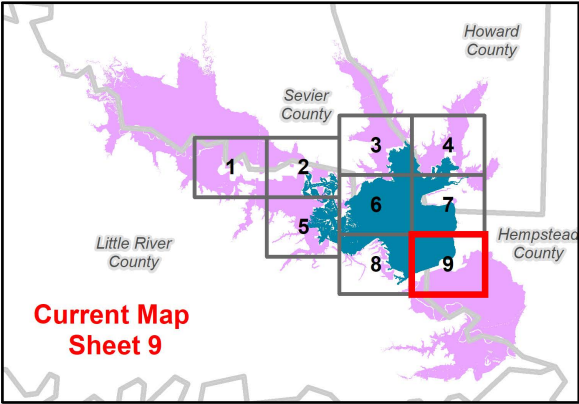 Howard
County
Sevier
County
3
4
1
2
6
7
5
Little River
County
Hempstead
County
8
9
Current Map
Sheet 9